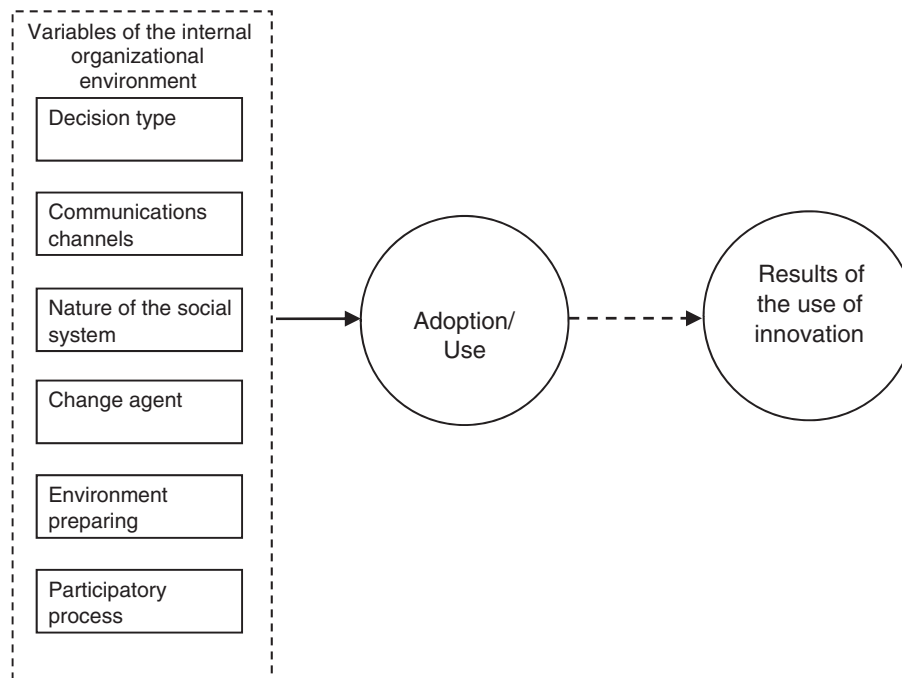 Variables of the internal
organizational
environment
Decision type
Communications
channels
Nature of the social
system
Change agent
Environment
preparing
Participatory
process
Adoption/
Use
Results of
the use of
innovation